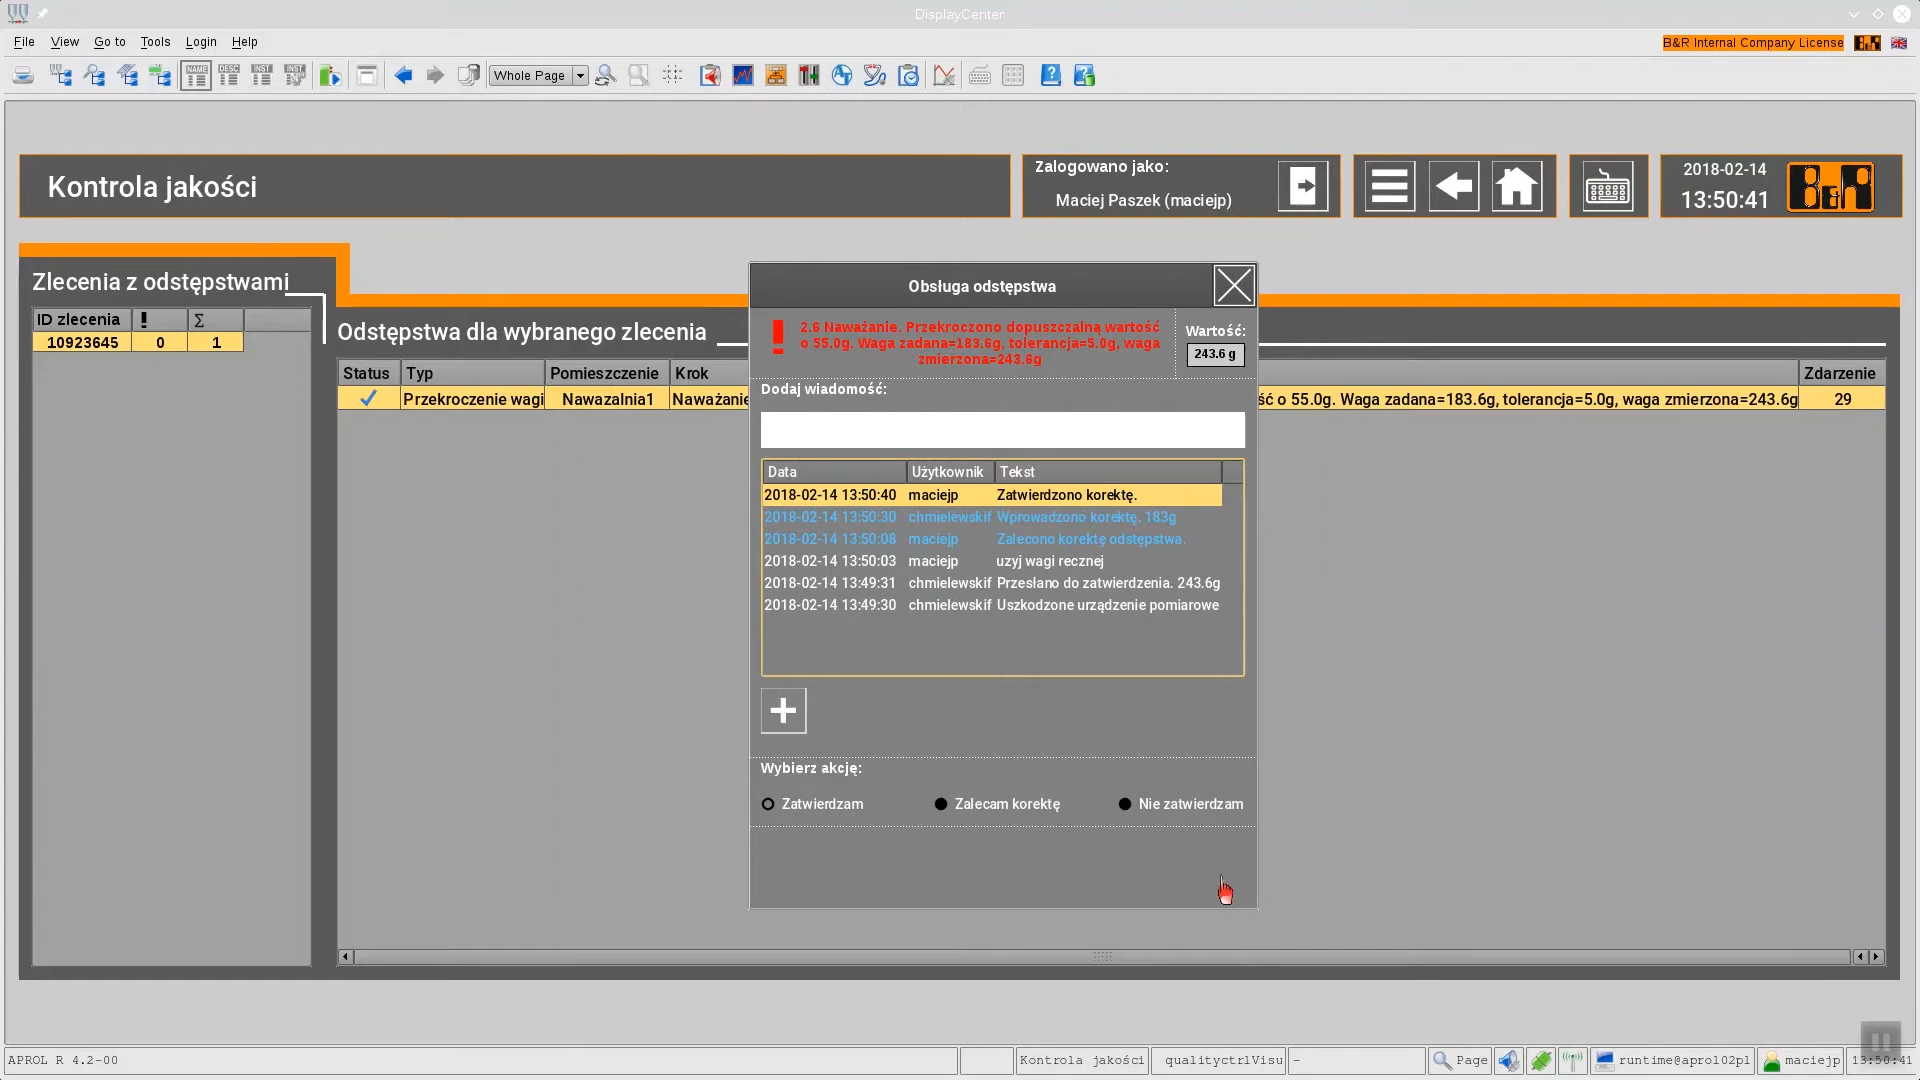 DisplayCenter
File View Go to Tools Login Help
B&R Internal Company License
NAME DESC INST INST
Whole Page
Kontrola jakości
Zalogowano jako:
Maciej Paszek (maciejp)
2018-02-14
13:50:41
B&R
Zlecenia z odstępstwami
ID zlecenia ! Σ
10923645 0 1
Odstępstwa dla wybranego zlecenia
Status Typ Pomieszczenie Krok Zdarzenie
Przekroczenie wagi Nawazalnia1 Naważanie ść o 55.0g. Waga zadana=183.6g, tolerancja=5.0g, waga zmierzona=243.6g 29
Obsługa odstępstwa
2.6 Naważanie. Przekroczono dopuszczalną wartość
o 55.0g. Waga zadana=183.6g, tolerancja=5.0g, waga
zmierzona=243.6g
Wartość:
243.6 g
Dodaj wiadomość:
Data Użytkownik Tekst
2018-02-14 13:50:40 maciejp Zatwierdzono korektę.
2018-02-14 13:50:30 chmielewskif Wprowadzono korektę. 183g
2018-02-14 13:50:08 maciejp Zalecono korektę odstępstwa.
2018-02-14 13:50:03 maciejp uzyj wagi recznej
2018-02-14 13:49:31 chmielewskif Przesłano do zatwierdzenia. 243.6g
2018-02-14 13:49:30 chmielewskif Uszkodzone urządzenie pomiarowe
Wybierz akcję:
Zatwierdzam Zalecam korektę Nie zatwierdzam
APROL R 4.2-00 Kontrola jakości qualityctrlVisu - Page runtime@aprol02pl maciejp 13:50:41